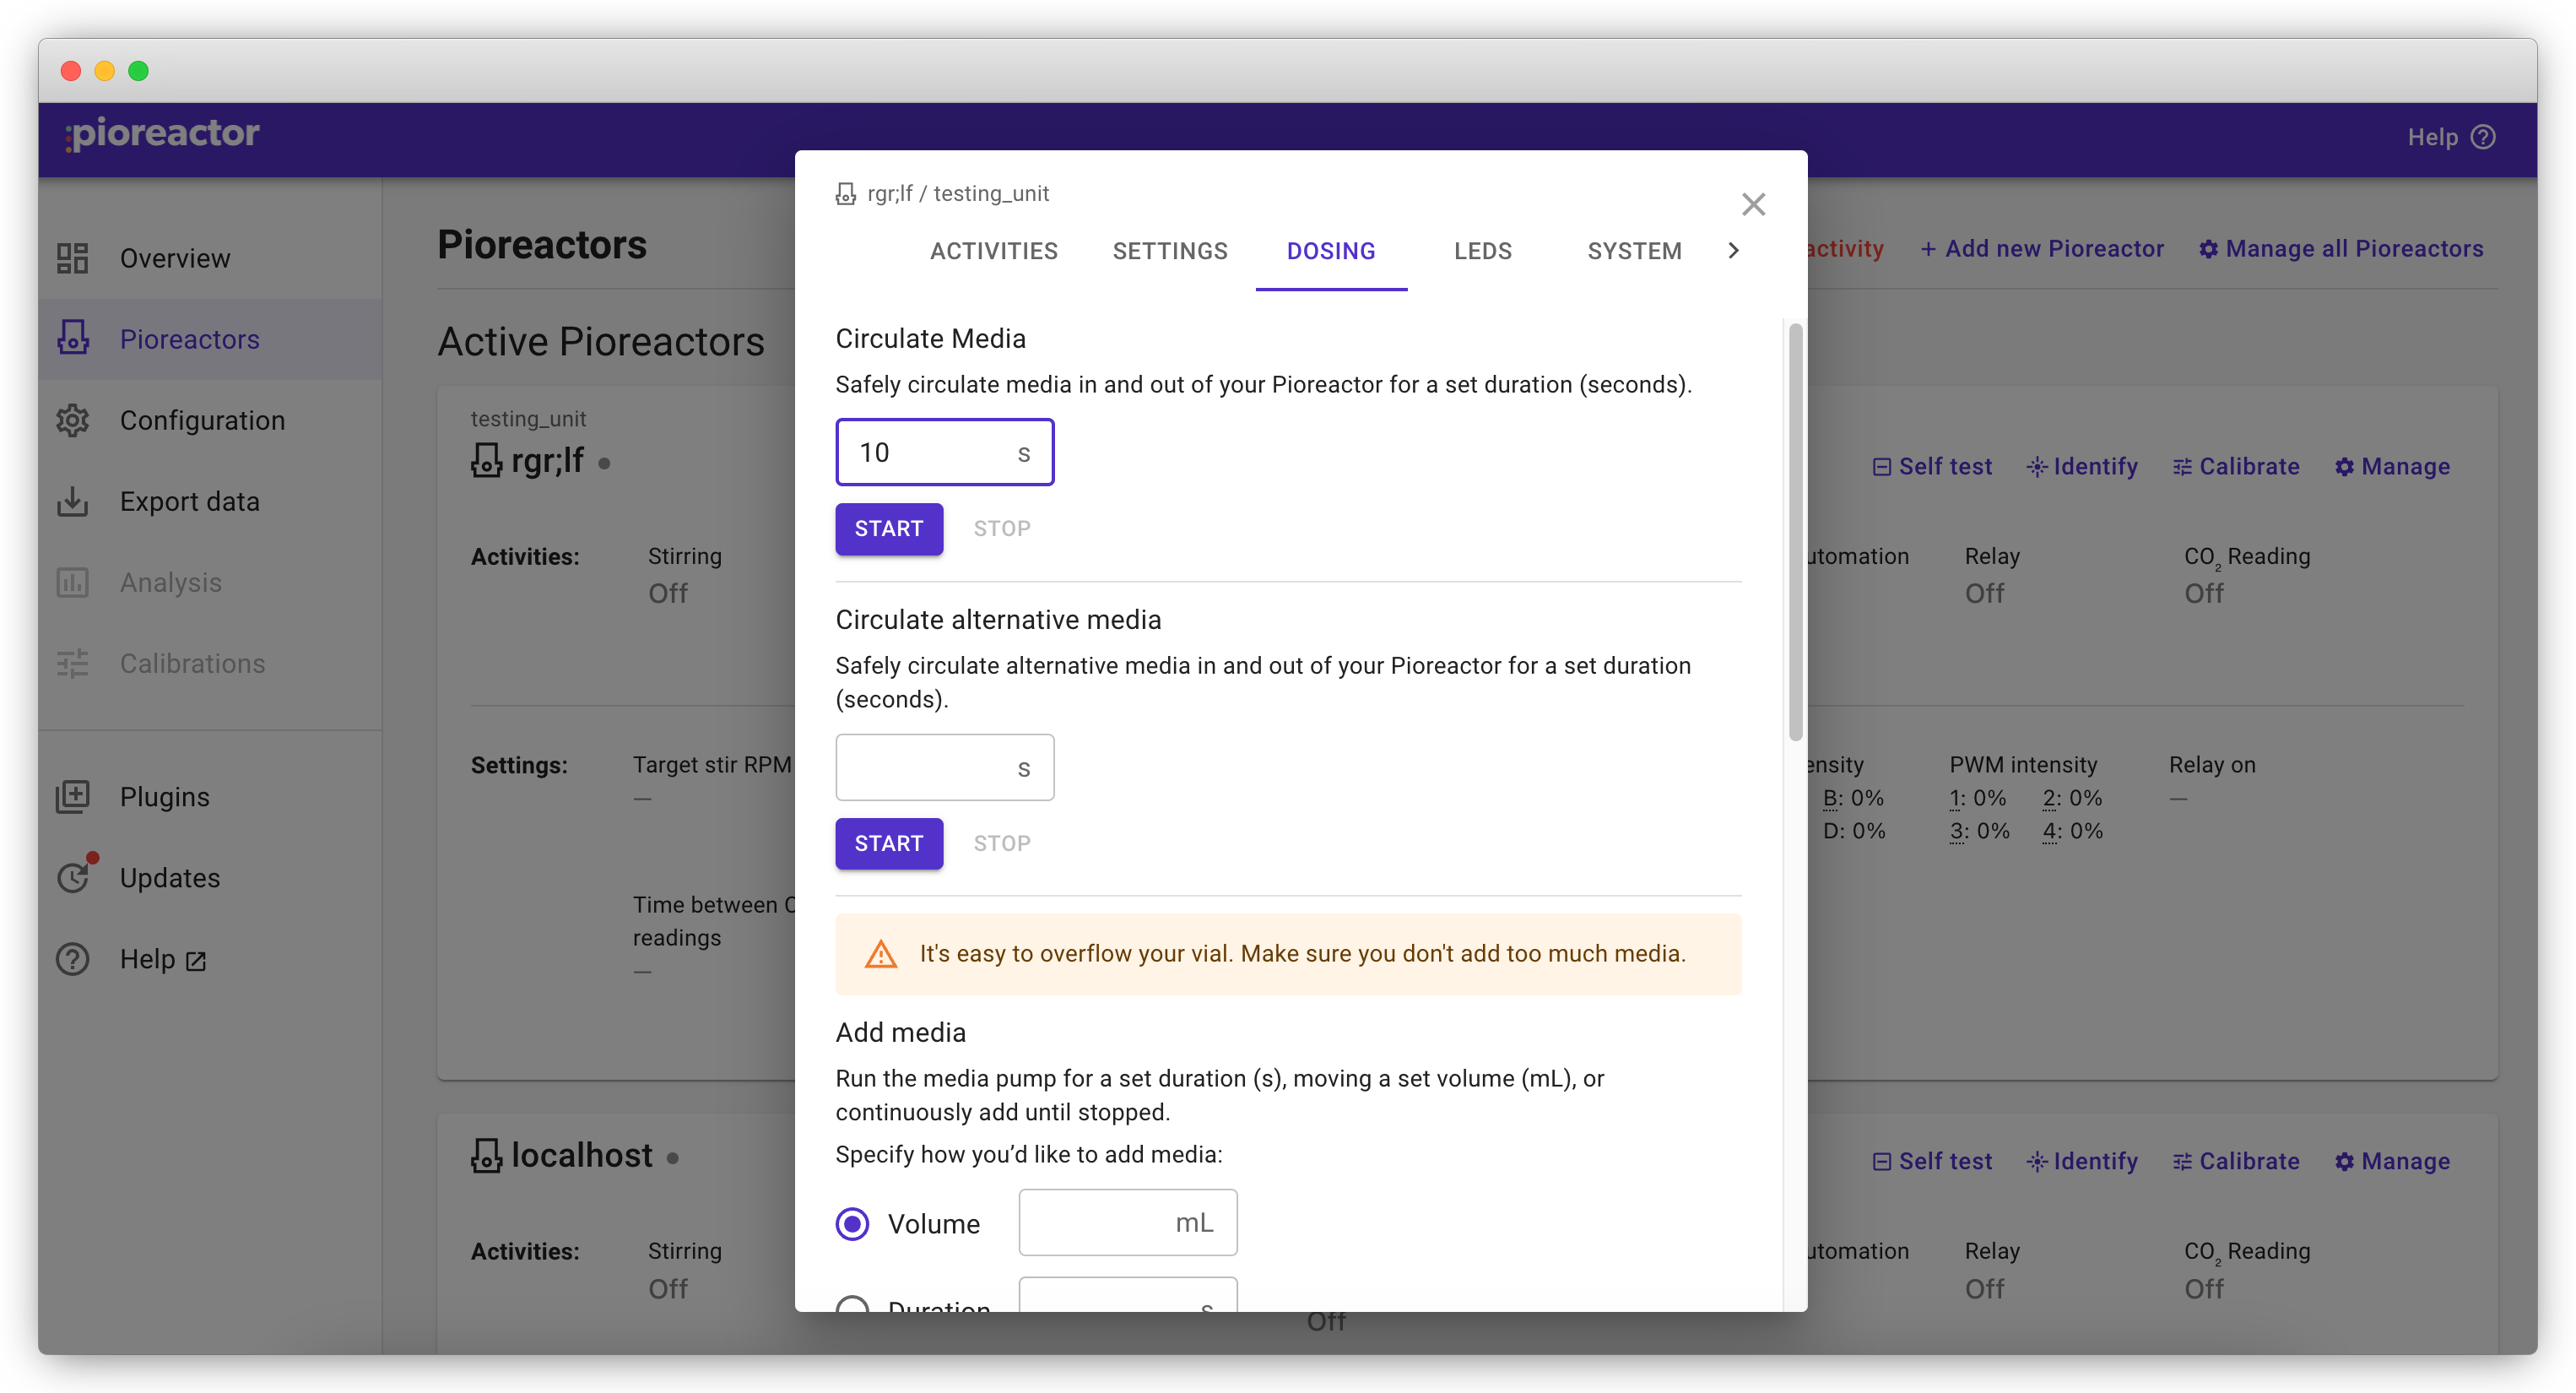 pioreactor
Help
Overview
Pioreactors
Configuration
Export data
Analysis
Calibrations
Plugins
Updates
Help
Pioreactors
activity
+ Add new Pioreactor
Manage all Pioreactors
Active Pioreactors
testing_unit
rgr;lf
Self test
Identify
Calibrate
Manage
Activities:
Stirring
Off
Relay
Off
CO₂ Reading
Off
Settings:
Target stir RPM
—
Time between
readings
—
PWM intensity
B: 0%
D: 0%
1: 0% 2: 0%
3: 0% 4: 0%
Relay on
—
localhost
Self test
Identify
Calibrate
Manage
Activities:
Stirring
Off
Off
Relay
Off
CO₂ Reading
Off
rgr;lf / testing_unit
ACTIVITIES
SETTINGS
DOSING
LEDS
SYSTEM
Circulate Media
Safely circulate media in and out of your Pioreactor for a set duration (seconds).
10 s
START STOP
Circulate alternative media
Safely circulate alternative media in and out of your Pioreactor for a set duration
(seconds).
s
START STOP
It's easy to overflow your vial. Make sure you don't add too much media.
Add media
Run the media pump for a set duration (s), moving a set volume (mL), or
continuously add until stopped.
Specify how you’d like to add media:
Volume mL
Duration s